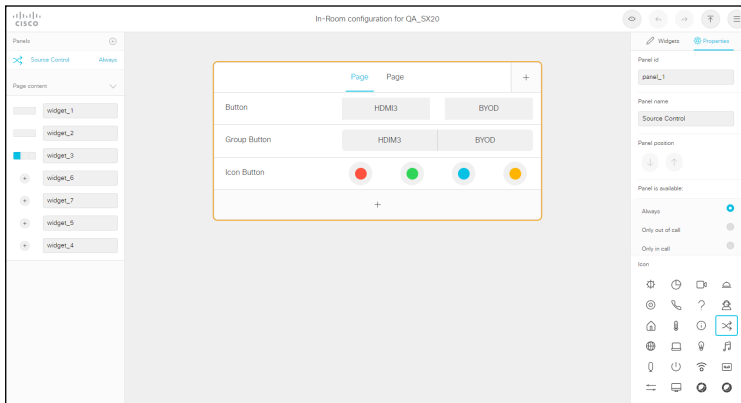 CISCO
In-Room configuration for QA_SX20
Panels
Source Control Always
Page content
widget_1
widget_2
widget_3
widget_6
widget_7
widget_5
widget_4
Page Page +
Button HDMI3 BYOD
Group Button HDIM3 BYOD
Icon Button
+
Widgets Properties
Panel id
panel_1
Panel name
Source Control
Panel position
Panel is available:
Always
Only out of call
Only in call
Icon